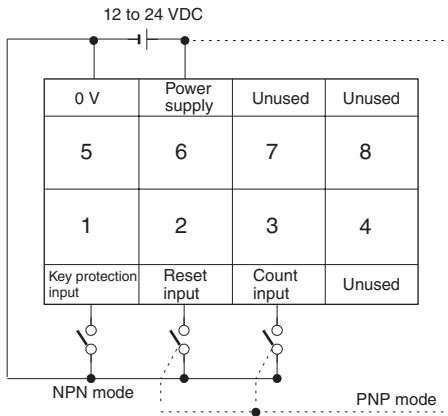 12 to 24 VDC
0 V
Power
supply
Unused
Unused
5
6
7
8
1
2
3
4
Key protection
input
Reset
input
Count
input
Unused
NPN mode
PNP mode